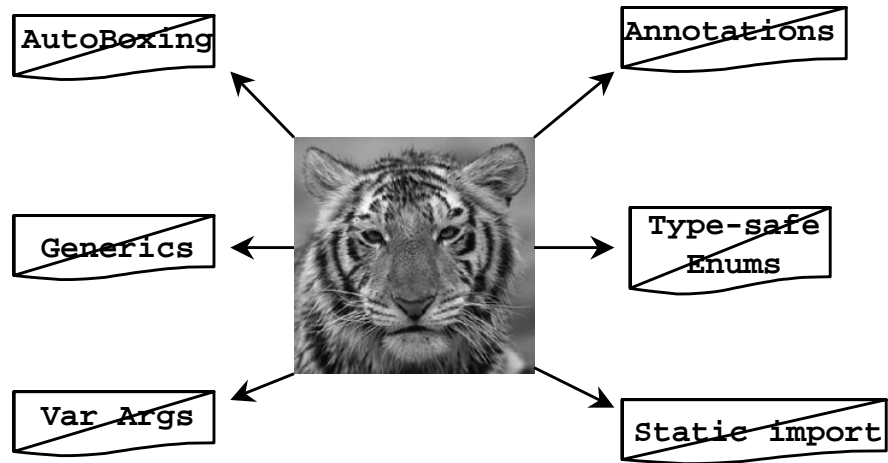 AutoBoxing
Annotations
Generics
Type-safe
Enums
Var Args
Static import